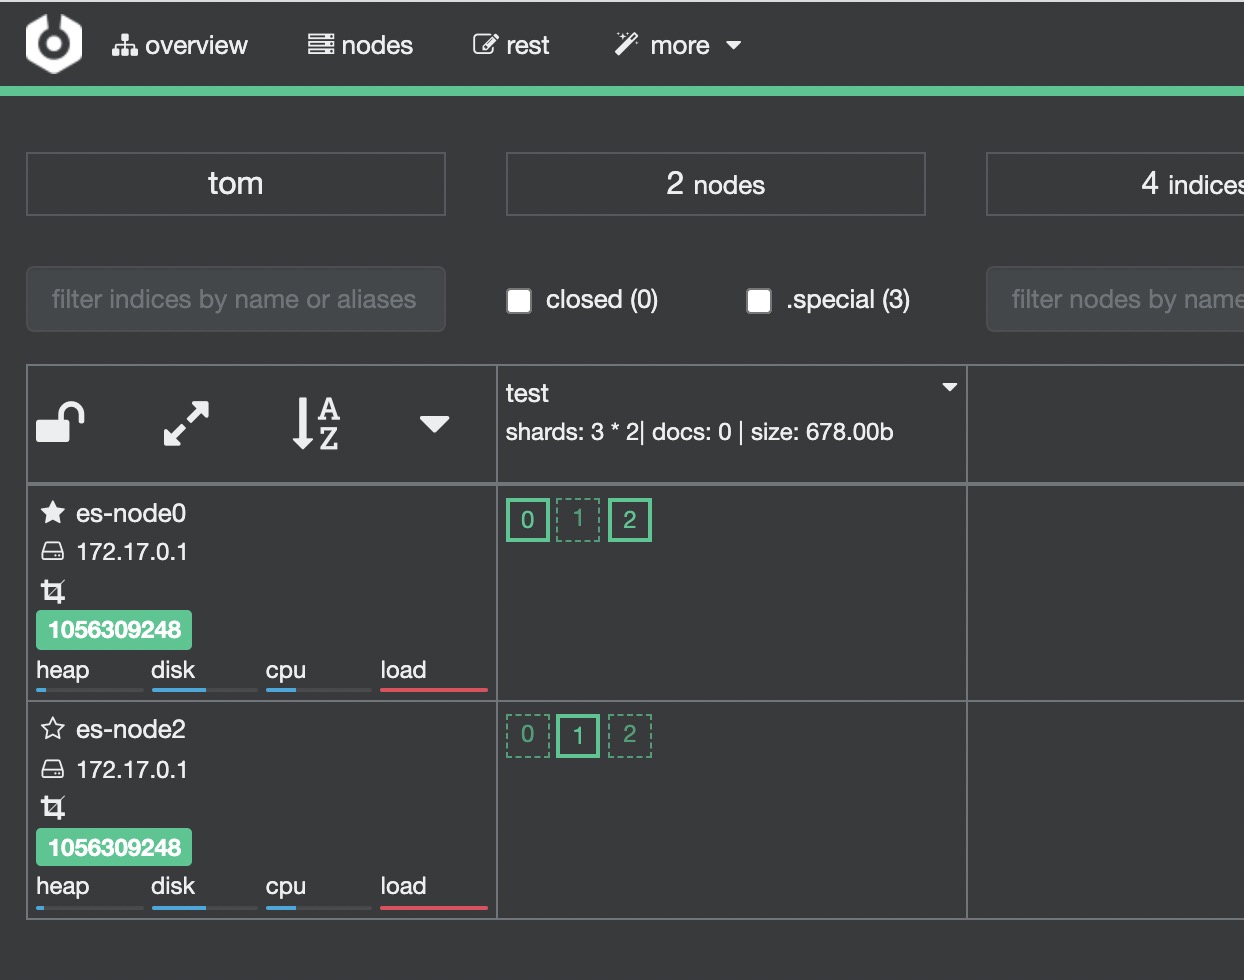 overview nodes rest more
tom 2 nodes 4 indices
filter indices by name or aliases closed (0) .special (3) filter nodes by name
A
Z
test
shards: 3 * 2| docs: 0 | size: 678.00b
es-node0
172.17.0.1
1056309248
heap disk cpu load
0 1 2
es-node2
172.17.0.1
1056309248
heap disk cpu load
0 1 2